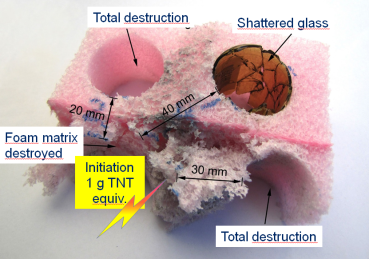 Total destruction
Shattered glass
20 mm
40 mm
Foam matrix
destroyed
Initiation
1 g TNT
equiv.
30 mm
Total destruction